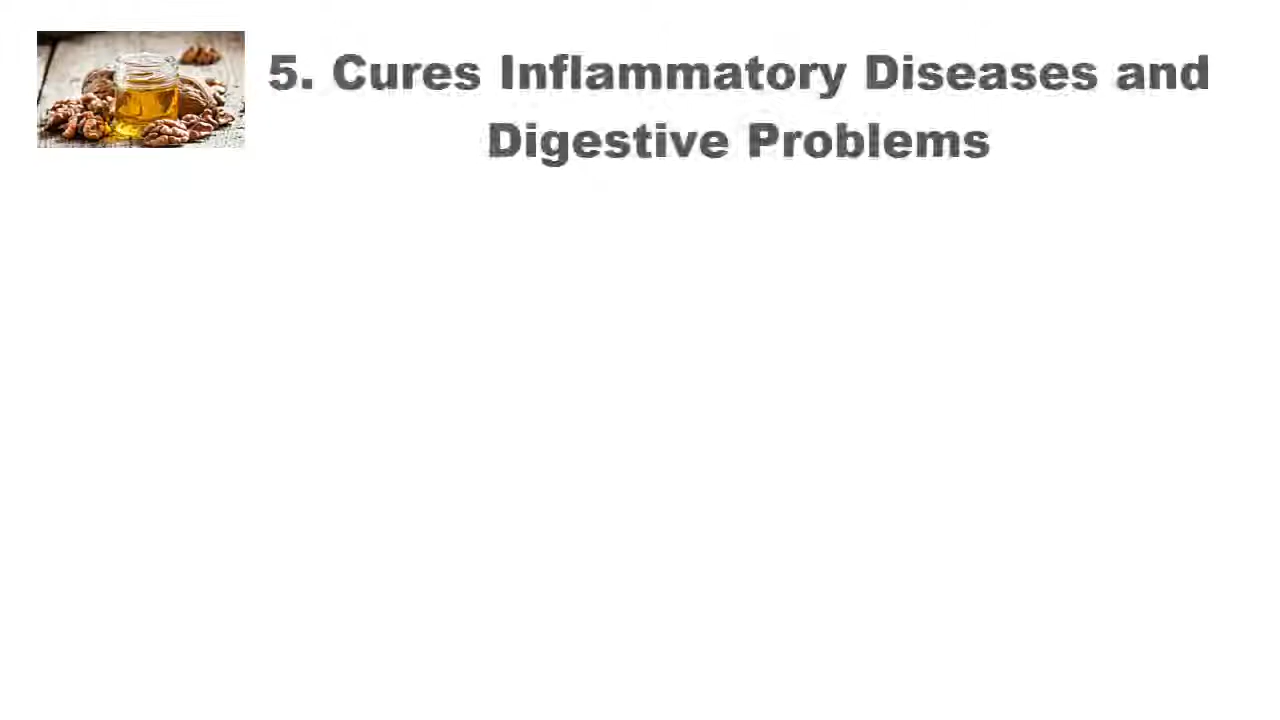 5. Cures Inflammatory Diseases and
Digestive Problems